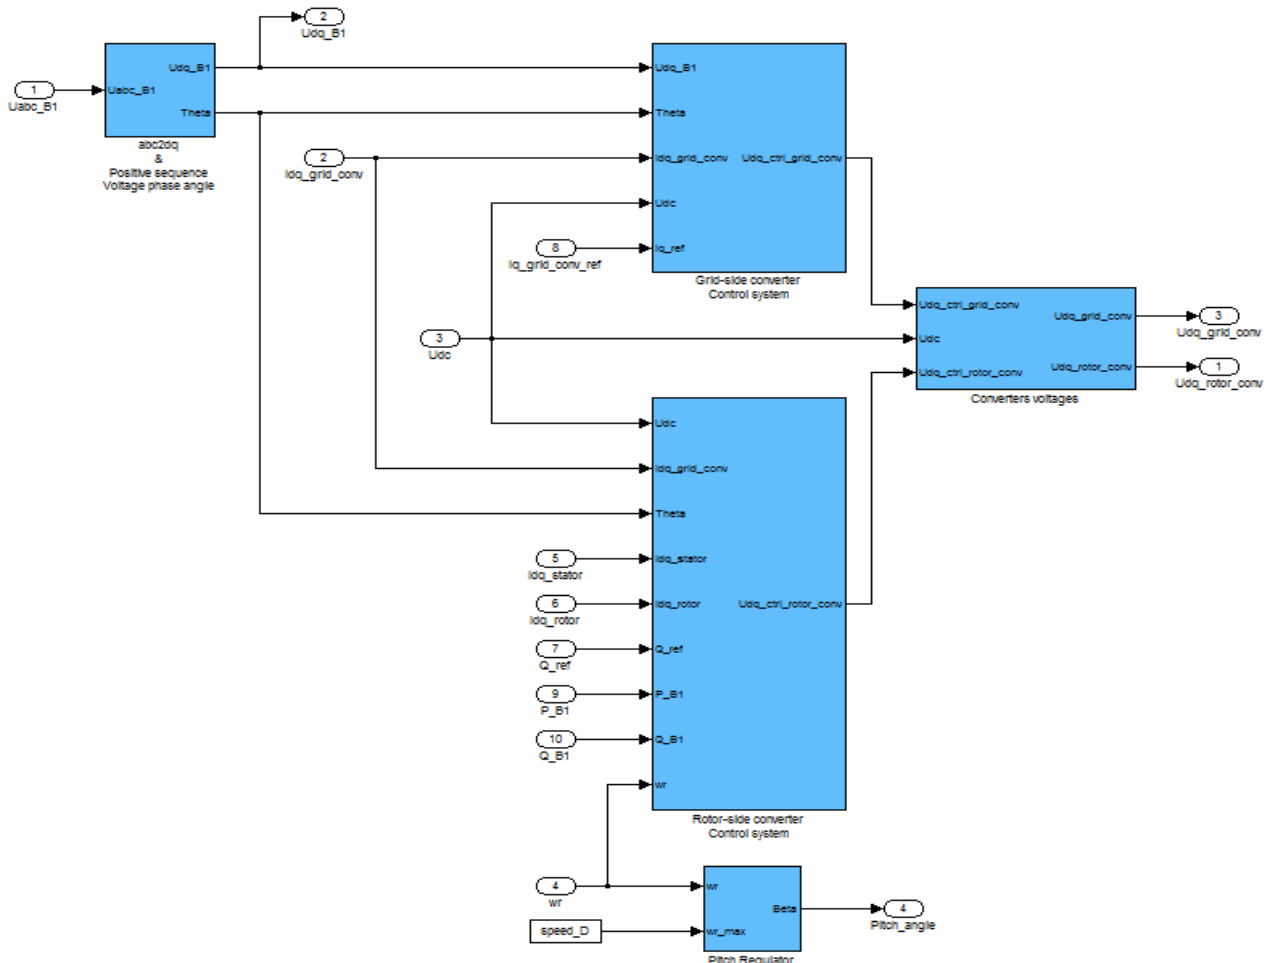 2
Udq_B1
1
Uabc_B1
Uabc_B1
Udq_B1
Theta
abc2dq
&
Positive sequence
Voltage phase angle
2
Idq_grid_conv
8
Iq_grid_conv_ref
3
Udc
Udq_B1
Theta
Idq_grid_conv
Udc
Iq_ref
Udq_ctrl_grid_conv
Grid-side converter
Control system
Udq_ctrl_grid_conv
Udc
Udq_ctrl_rotor_conv
Udq_grid_conv
Udq_rotor_conv
Converters voltages
3
Udq_grid_conv
1
Udq_rotor_conv
5
Idq_stator
6
Idq_rotor
7
Q_ref
9
P_B1
10
Q_B1
Udc
Idq_grid_conv
Theta
Idq_stator
Idq_rotor
Q_ref
P_B1
Q_B1
wr
Udq_ctrl_rotor_conv
Rotor-side converter
Control system
4
wr
speed_D
wr
wr_max
Beta
Pitch Regulator
4
Pitch_angle